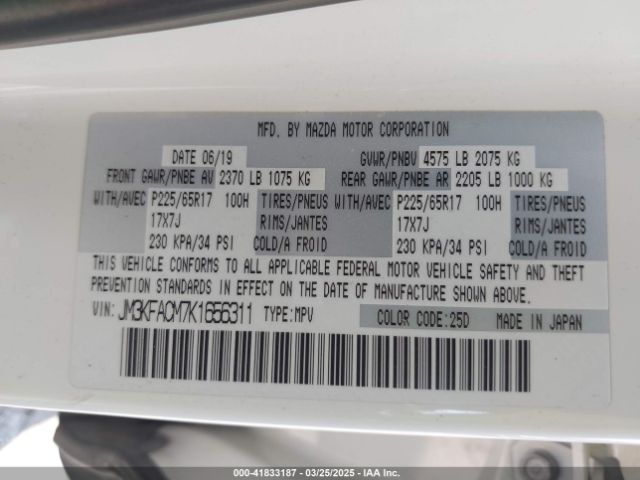 MFD. BY MAZDA MOTOR CORPORATION
DATE 06/19 GVWR/PNBV 4575 LB 2075 KG
FRONT GAWR/PNBE AV 2370 LB 1075 KG REAR GAWR/PNBE AR 2205 LB 1000 KG
WITH/AVEC P225/65R17 100H TIRES/PNEUS WITH/AVEC P225/65R17 100H TIRES/PNEUS
17X7J RIMS/JANTES 17X7J RIMS/JANTES
230 KPA/34 PSI COLD/A FROID 230 KPA/34 PSI COLD/A FROID
THIS VEHICLE CONFORMS TO ALL APPLICABLE FEDERAL MOTOR VEHICLE SAFETY AND THEFT
PREVENTION STANDARDS IN EFFECT ON THE DATE OF MANUFACTURE SHOWN ABOVE.
VIN: JM3KFACM7K1656311 TYPE:MPV COLOR CODE:25D MADE IN JAPAN
000-41833187 - 03/25/2025 - IAA Inc.